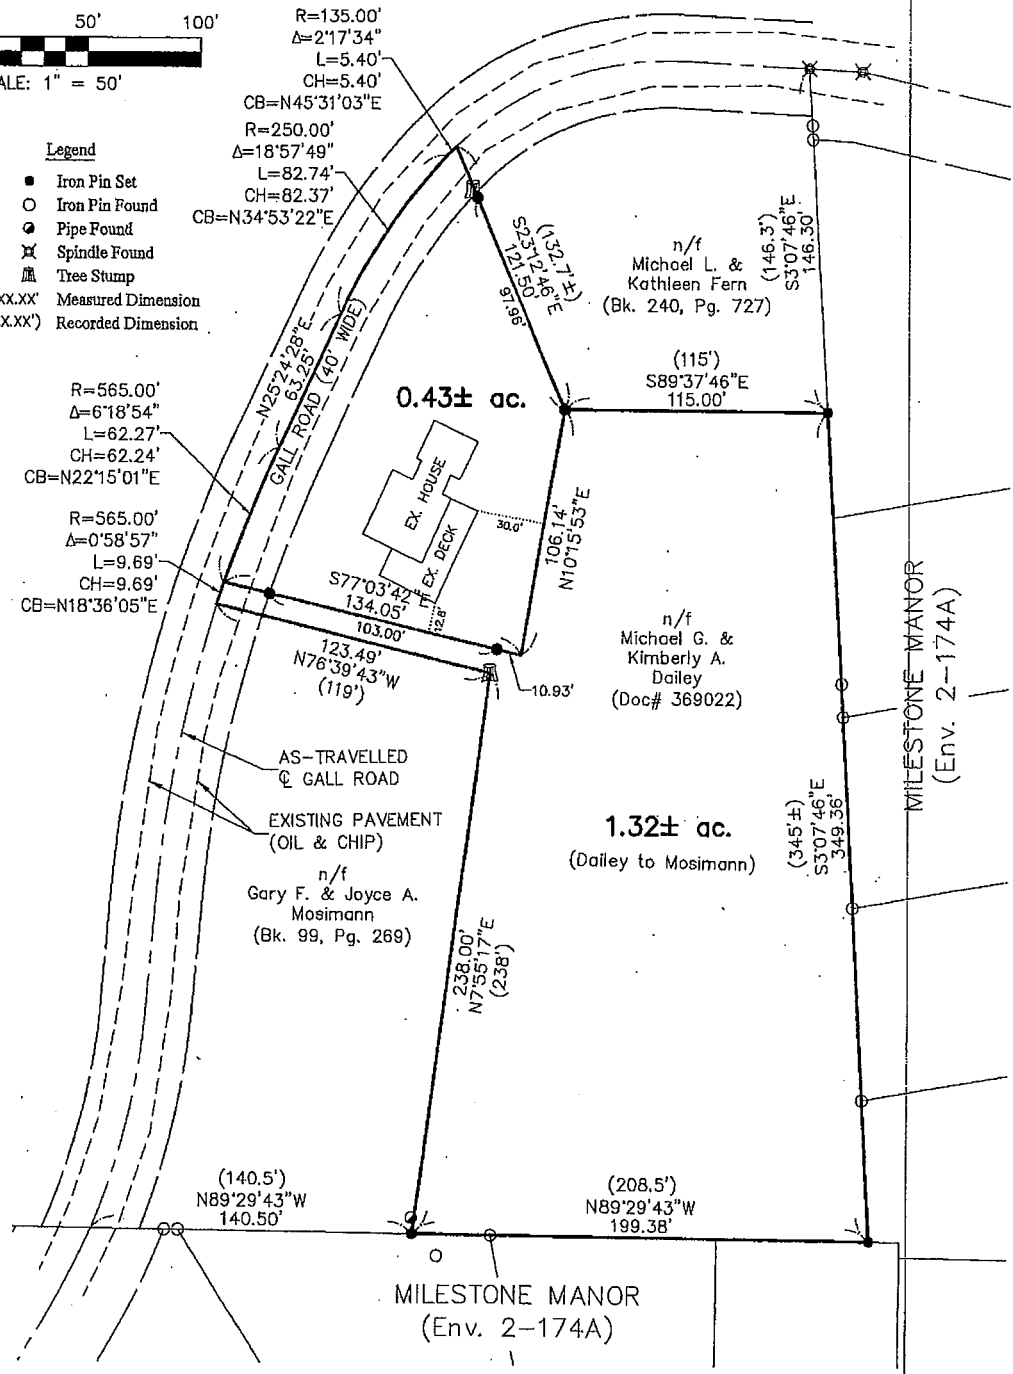 50'
100'
ALE: 1" = 50'
Legend
Iron Pin Set
Iron Pin Found
Pipe Found
Spindle Found
Tree Stump
XX.XX' Measured Dimension
X.XX') Recorded Dimension
R=135.00'
Δ=2°17'34"
L=5.40'
CH=5.40'
CB=N45°31'03"E
R=250.00'
Δ=18°57'49"
L=82.74'
CH=82.37'
CB=N34°53'22"E
N25°24'28"E
63.25'
GALL ROAD (40' WIDE)
R=565.00'
Δ=6°18'54"
L=62.27'
CH=62.24'
CB=N22°15'01"E
R=565.00'
Δ=0°58'57"
L=9.69'
CH=9.69'
CB=N18°36'05"E
(132.7'±)
S23°12'46"E
121.50'
97.96'
n/f
Michael L. &
Kathleen Fern
(Bk. 240, Pg. 727)
(146.3')
S3°07'46"E
146.30'
(115')
S89°37'46"E
115.00'
0.43± ac.
EX. HOUSE
EX. DECK
30.0'
12.8'
106.14'
N10°15'53"E
S77°03'42"E
134.05'
103.00'
123.49'
N76°39'43"W
(119')
10.93'
n/f
Michael G. &
Kimberly A.
Dailey
(Doc# 369022)
MILESTONE MANOR
(Env. 2-174A)
AS-TRAVELLED
℄ GALL ROAD
EXISTING PAVEMENT
(OIL & CHIP)
n/f
Gary F. & Joyce A.
Mosimann
(Bk. 99, Pg. 269)
1.32± ac.
(Dailey to Mosimann)
(345'±)
S3°07'46"E
349.36'
238.00'
N7°55'17"E
(238')
(140.5')
N89°29'43"W
140.50'
(208.5')
N89°29'43"W
199.38'
MILESTONE MANOR
(Env. 2-174A)